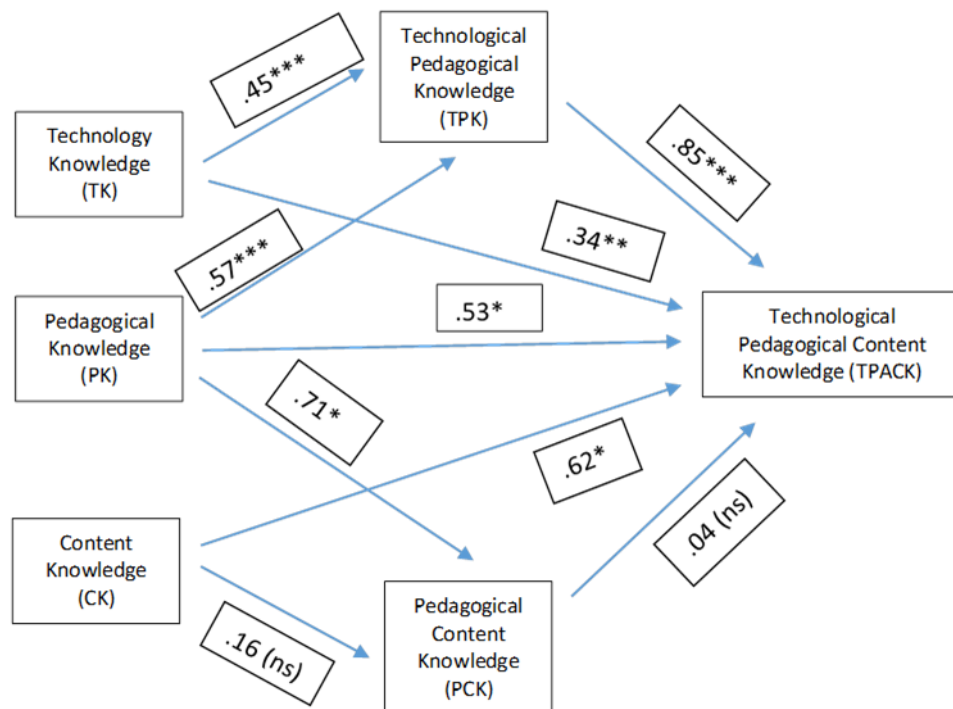 Technological
Pedagogical
Knowledge
(TPK)
.45***
Technology
Knowledge
(TK)
.85***
.34**
.57***
.53*
Pedagogical
Knowledge
(PK)
Technological
Pedagogical Content
Knowledge (TPACK)
.71*
.62*
.04 (ns)
Content
Knowledge
(CK)
.16 (ns)
Pedagogical
Content
Knowledge
(PCK)